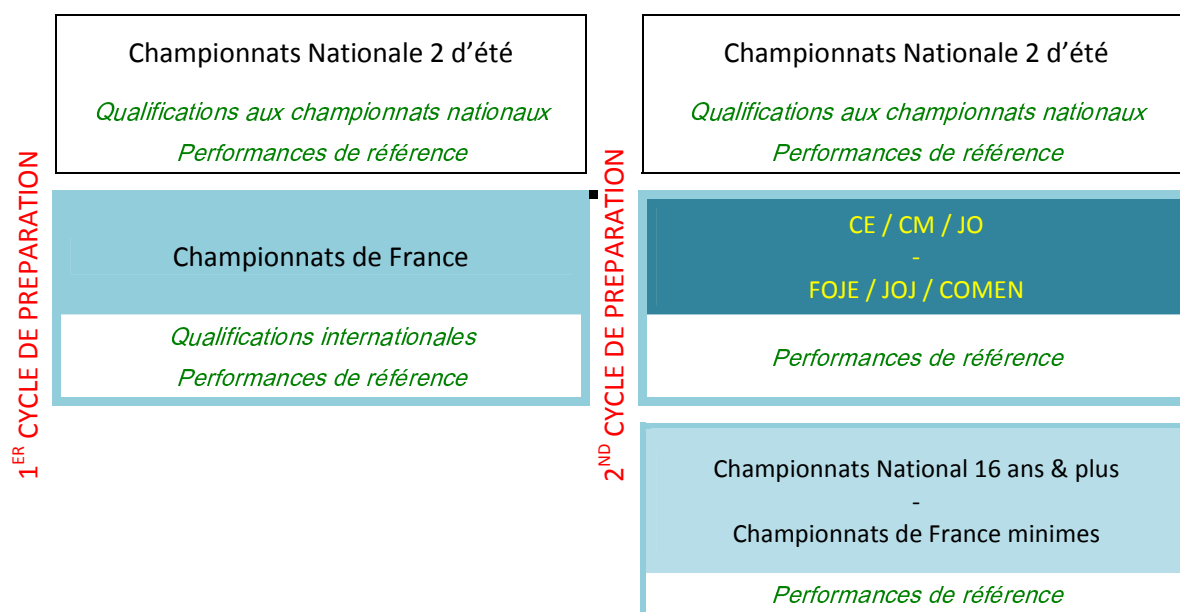 1ER CYCLE DE PREPARATION
Championnats Nationale 2 d'été
Qualifications aux championnats nationaux
Performances de référence
Championnats de France
Qualifications internationales
Performances de référence
2ND CYCLE DE PREPARATION
Championnats Nationale 2 d'été
Qualifications aux championnats nationaux
Performances de référence
CE / CM / JO
-
FOJE / JOJ / COMEN
Performances de référence
Championnats National 16 ans & plus
-
Championnats de France minimes
Performances de référence